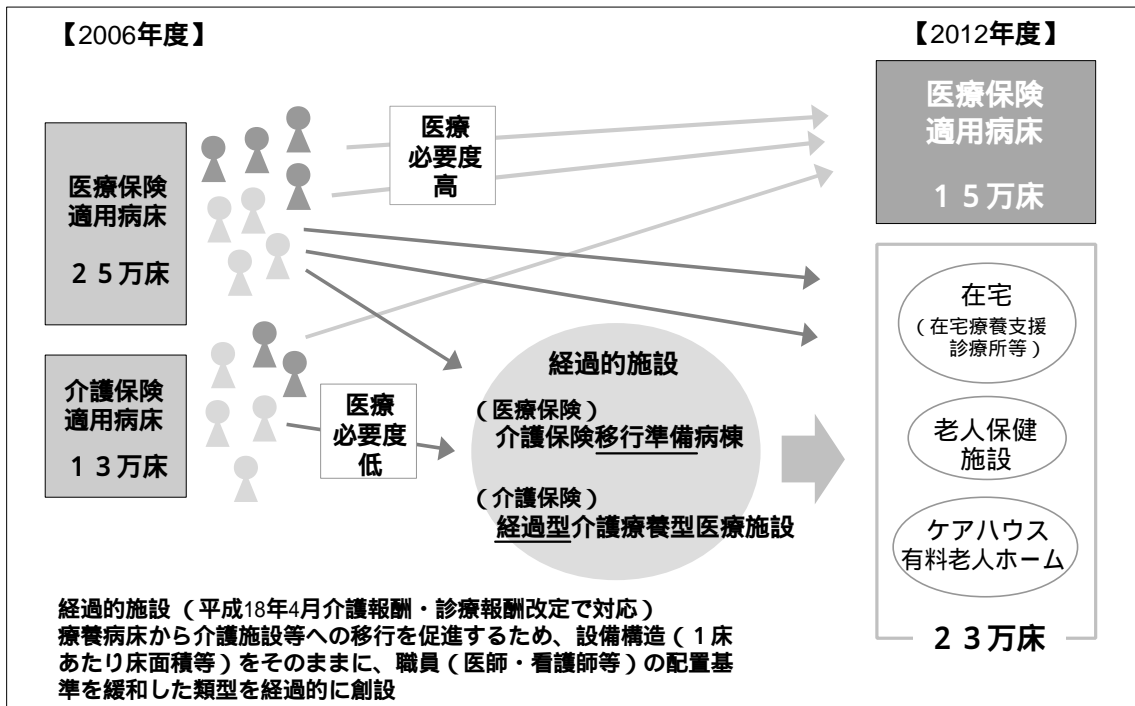 【2006年度】
【2012年度】
医療保険
適用病床
２５万床
介護保険
適用病床
１３万床
医療
必要度
高
医療
必要度
低
経過的施設
（医療保険）
介護保険移行準備病棟
（介護保険）
経過型介護療養型医療施設
医療保険
適用病床
１５万床
在宅
（在宅療養支援
診療所等）
老人保健
施設
ケアハウス
有料老人ホーム
２３万床
経過的施設（平成18年4月介護報酬・診療報酬改定で対応）
療養病床から介護施設等への移行を促進するため、設備構造（１床
あたり床面積等）をそのままに、職員（医師・看護師等）の配置基
準を緩和した類型を経過的に創設